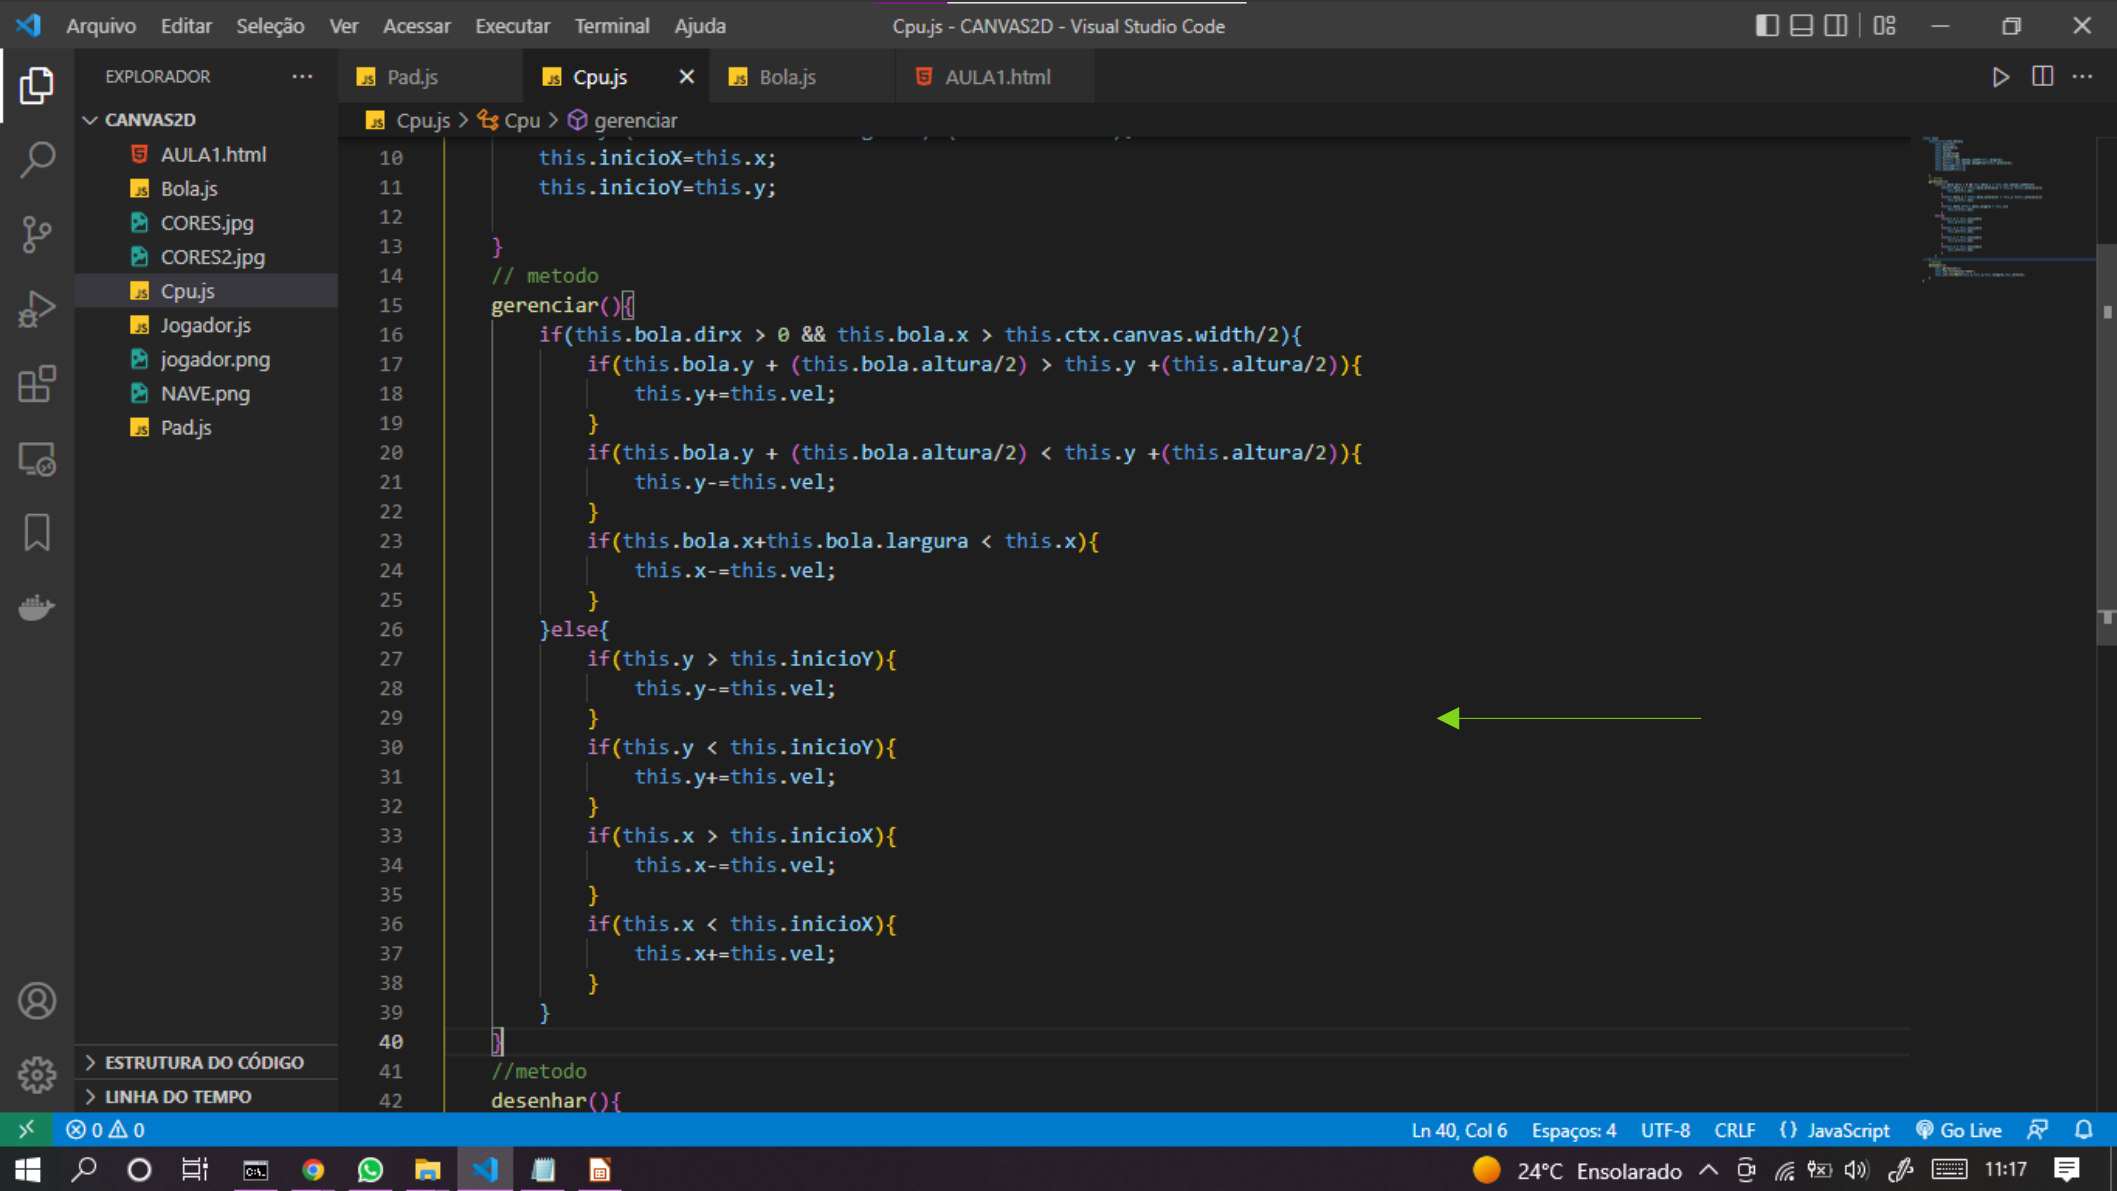 Arquivo Editar Seleção Ver Acessar Executar Terminal Ajuda Cpu.js - CANVAS2D - Visual Studio Code
EXPLORADOR
Pad.js Cpu.js Bola.js AULA1.html
CANVAS2D
Cpu.js > Cpu > gerenciar
AULA1.html
Bola.js
CORES.jpg
CORES2.jpg
Cpu.js
Jogador.js
jogador.png
NAVE.png
Pad.js
ESTRUTURA DO CÓDIGO
LINHA DO TEMPO
10 this.inicioX=this.x;
11 this.inicioY=this.y;
12
13 }
14 // metodo
15 gerenciar(){
16 if(this.bola.dirx > 0 && this.bola.x > this.ctx.canvas.width/2){
17 if(this.bola.y + (this.bola.altura/2) > this.y +(this.altura/2)){
18 this.y+=this.vel;
19 }
20 if(this.bola.y + (this.bola.altura/2) < this.y +(this.altura/2)){
21 this.y-=this.vel;
22 }
23 if(this.bola.x+this.bola.largura < this.x){
24 this.x-=this.vel;
25 }
26 }else{
27 if(this.y > this.inicioY){
28 this.y-=this.vel;
29 }
30 if(this.y < this.inicioY){
31 this.y+=this.vel;
32 }
33 if(this.x > this.inicioX){
34 this.x-=this.vel;
35 }
36 if(this.x < this.inicioX){
37 this.x+=this.vel;
38 }
39 }
40 }
41 //metodo
42 desenhar(){
0 0 Ln 40, Col 6 Espaços: 4 UTF-8 CRLF {} JavaScript Go Live
24°C Ensolarado 11:17